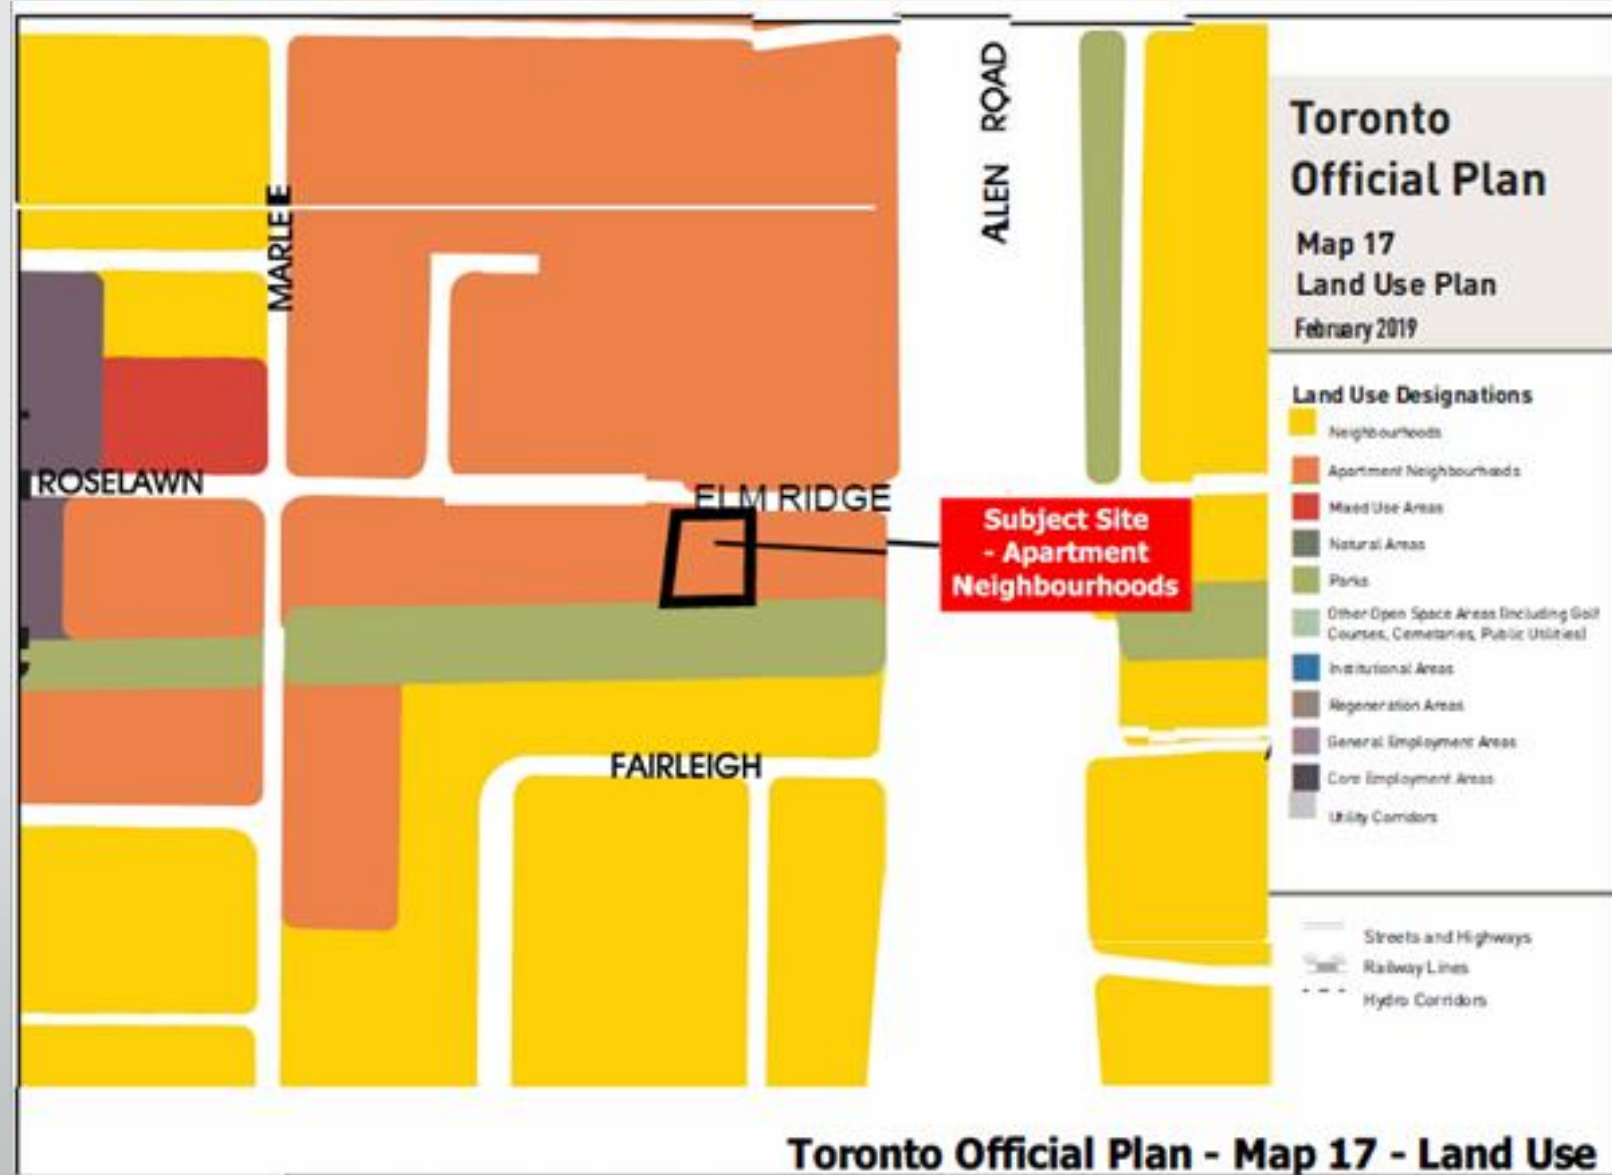 MARLEE
ALEN ROAD
ROSELAWN
ELM RIDGE
Subject Site
- Apartment
Neighbourhoods
FAIRLEIGH
Toronto
Official Plan
Map 17
Land Use Plan
February 2019
Land Use Designations
Neighbourhoods
Apartment Neighbourhoods
Mixed Use Areas
Natural Areas
Parks
Other Open Space Areas (Including Golf
Courses, Cemetaries, Public Utilities)
Institutional Areas
Regeneration Areas
General Employment Areas
Core Employment Areas
Utility Corridors
Streets and Highways
Railway Lines
Hydro Corridors
Toronto Official Plan - Map 17 - Land Use